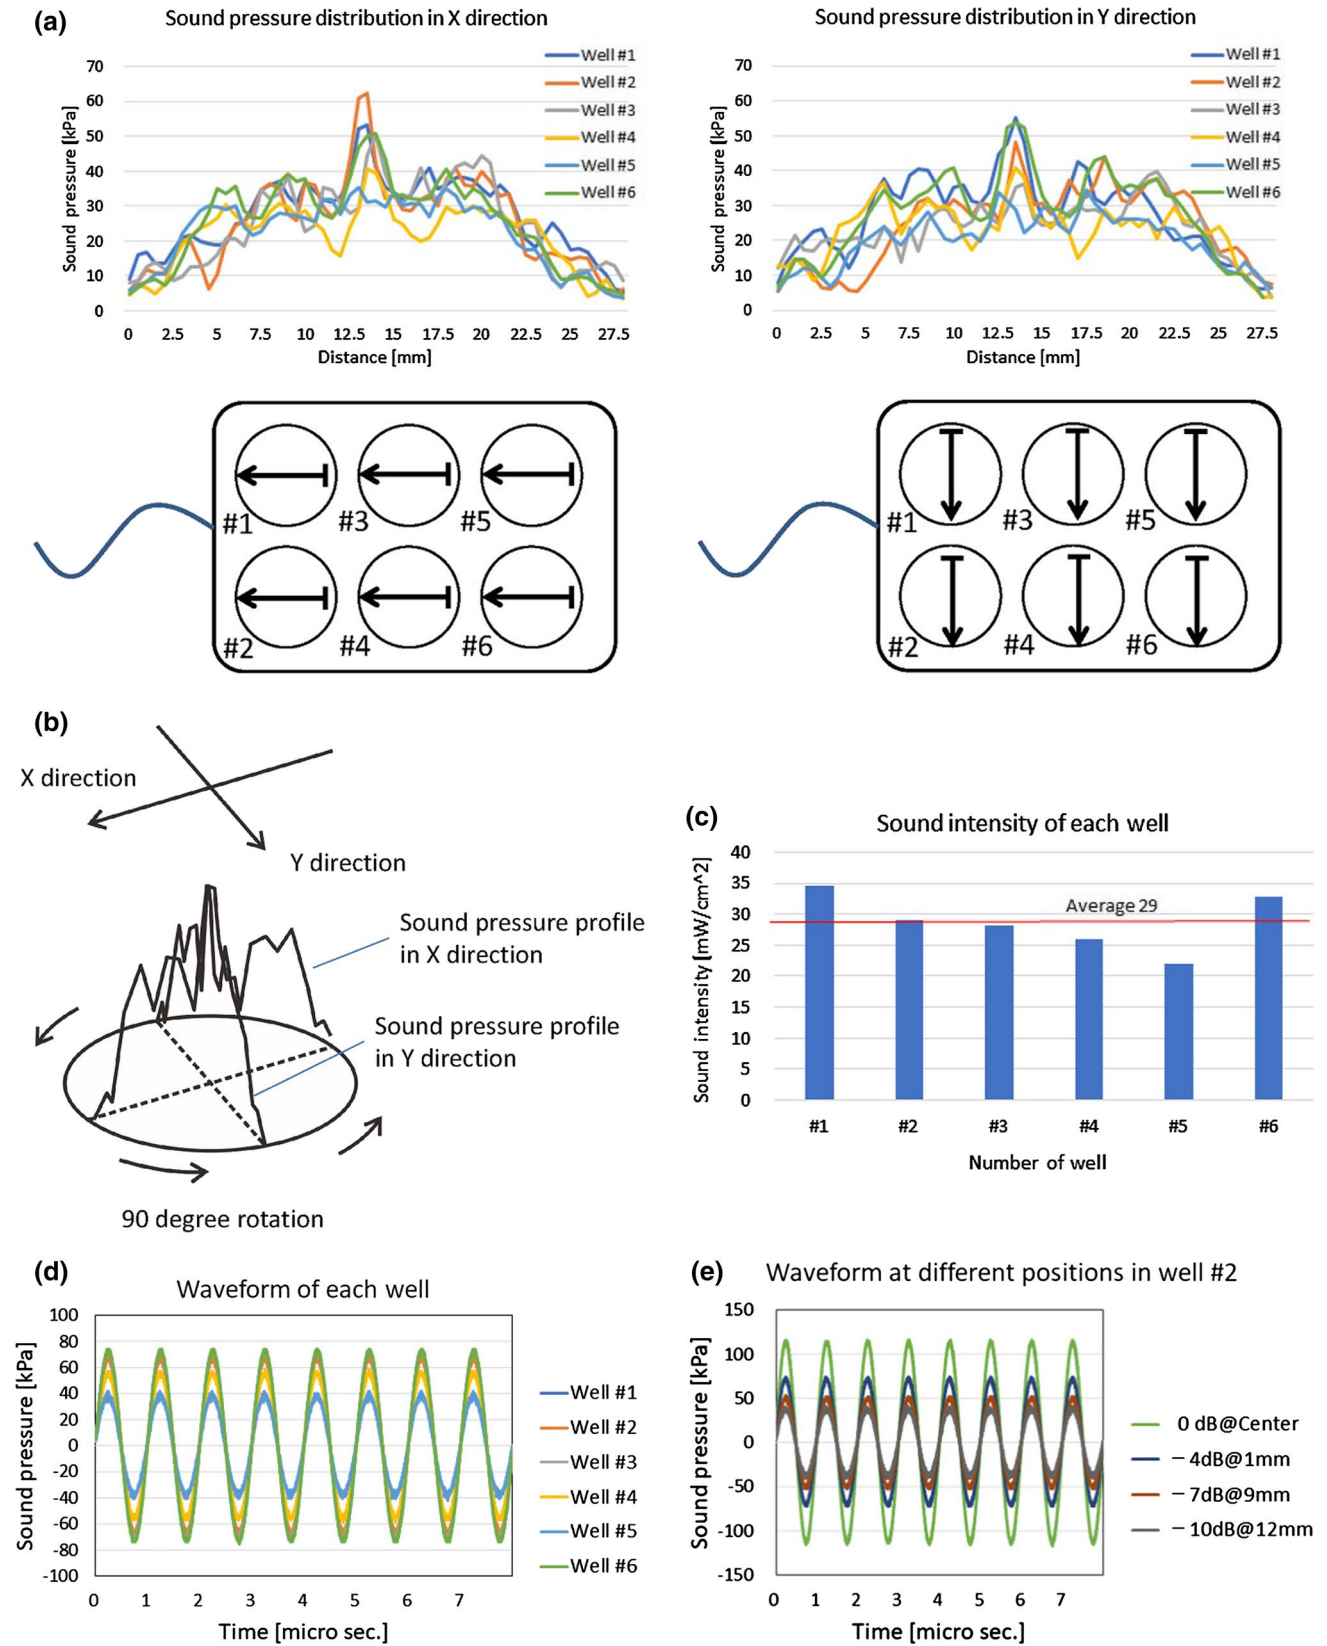 (a)
Sound pressure distribution in X direction
Well #1
Well #2
Well #3
Well #4
Well #5
Well #6
Sound pressure [kPa]
70
60
50
40
30
20
10
0
0 2.5 5 7.5 10 12.5 15 17.5 20 22.5 25 27.5
Distance [mm]
Sound pressure distribution in Y direction
Well #1
Well #2
Well #3
Well #4
Well #5
Well #6
Sound pressure [kPa]
70
60
50
40
30
20
10
0
0 2.5 5 7.5 10 12.5 15 17.5 20 22.5 25 27.5
Distance [mm]
#1 #3 #5
#2 #4 #6
#1 #3 #5
#2 #4 #6
(b)
X direction
Y direction
Sound pressure profile
in X direction
Sound pressure profile
in Y direction
90 degree rotation
(c)
Sound intensity of each well
Sound intensity [mW/cm^2]
40
35
30
25
20
15
10
5
0
Average 29
#1 #2 #3 #4 #5 #6
Number of well
(d)
Waveform of each well
Sound pressure [kPa]
100
80
60
40
20
0
-20
-40
-60
-80
-100
0 1 2 3 4 5 6 7
Time [micro sec.]
Well #1
Well #2
Well #3
Well #4
Well #5
Well #6
(e)
Waveform at different positions in well #2
Sound pressure [kPa]
150
100
50
0
-50
-100
-150
0 1 2 3 4 5 6 7
Time [micro sec.]
0 dB@Center
−4dB@1mm
−7dB@9mm
−10dB@12mm